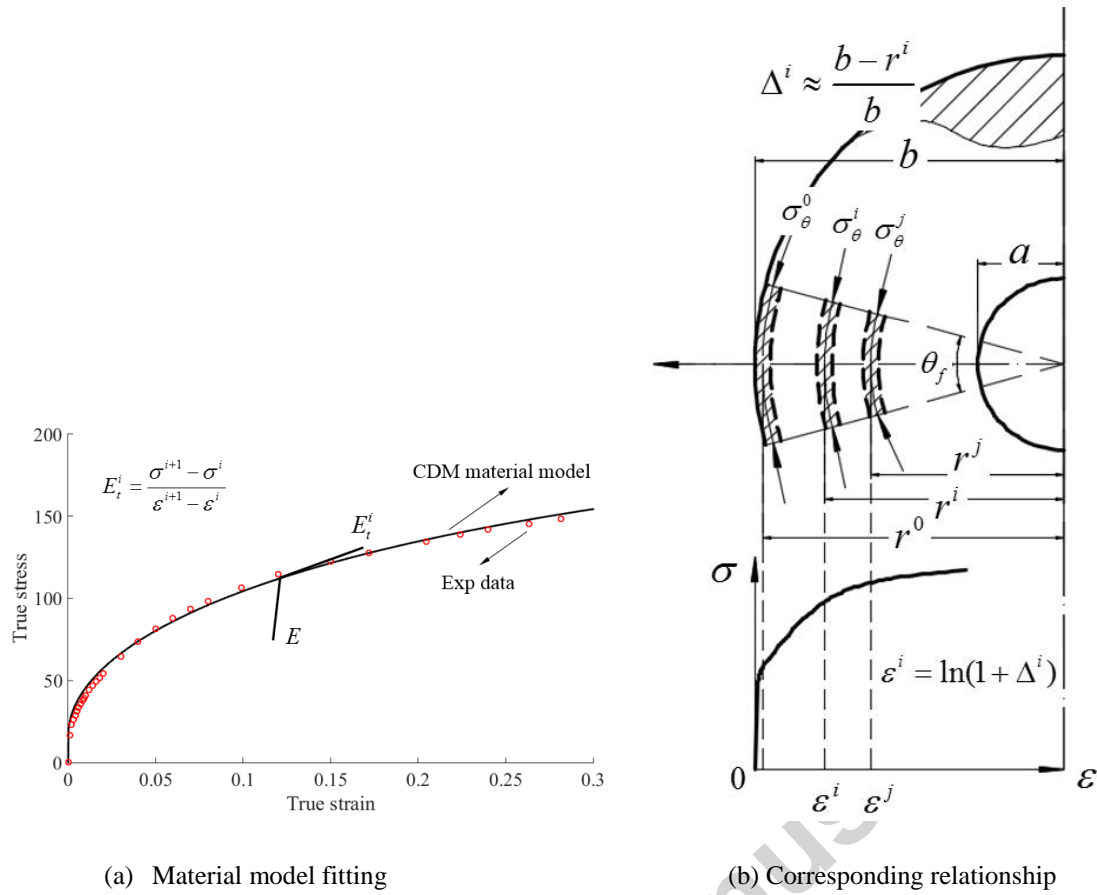 200
150
100
50
0
True stress
E_t^i = \frac{σ^{i+1} − σ^i}{ε^{i+1} − ε^i}
CDM material model
E_t^i
Exp data
E
0 0.05 0.1 0.15 0.2 0.25 0.3
True strain
(a) Material model fitting
Δ^i ≈ \frac{b − r^i}{b}
b
σ_θ^0 σ_θ^i σ_θ^j
a
θ_f
r^j
r^i
r^0
σ
ε^i = ln(1 + Δ^i)
0 ε^i ε^j ε
(b) Corresponding relationship